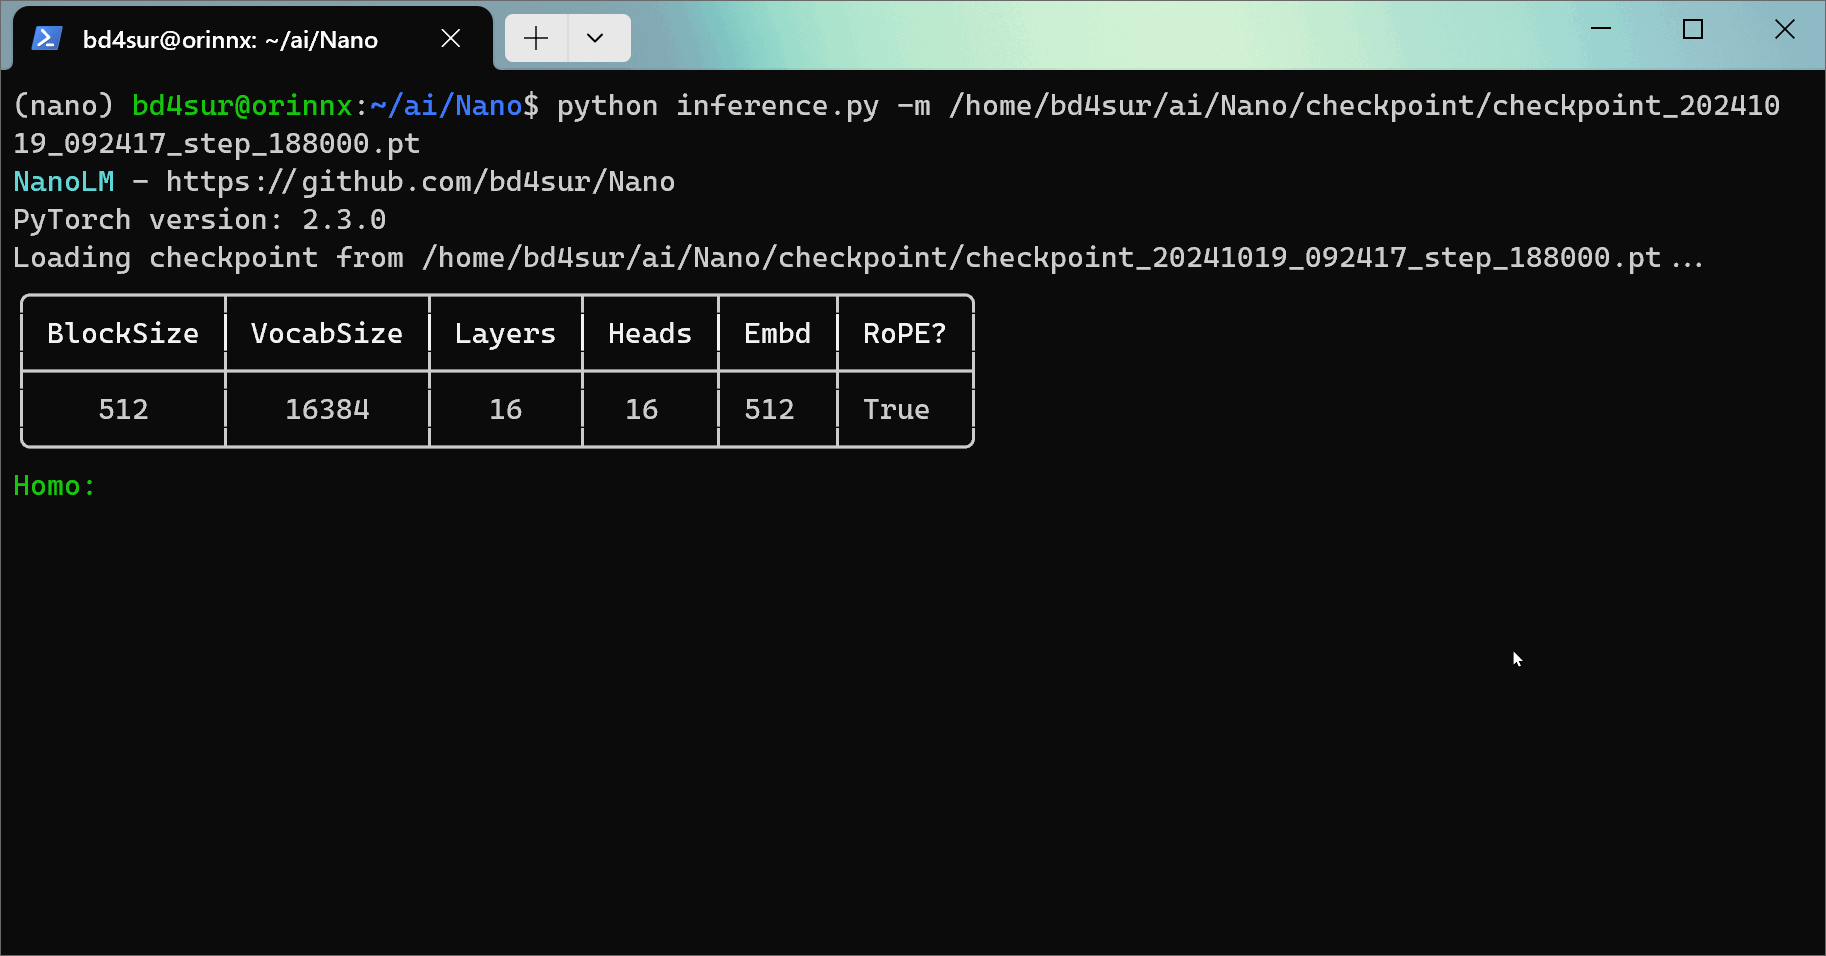 bd4sur@orinnx: ~/ai/Nano
(nano) bd4sur@orinnx:~/ai/Nano$ python inference.py -m /home/bd4sur/ai/Nano/checkpoint/checkpoint_202410
19_092417_step_188000.pt
NanoLM - https://github.com/bd4sur/Nano
PyTorch version: 2.3.0
Loading checkpoint from /home/bd4sur/ai/Nano/checkpoint/checkpoint_20241019_092417_step_188000.pt...
BlockSize VocabSize Layers Heads Embd RoPE?
512 16384 16 16 512 True
Homo: